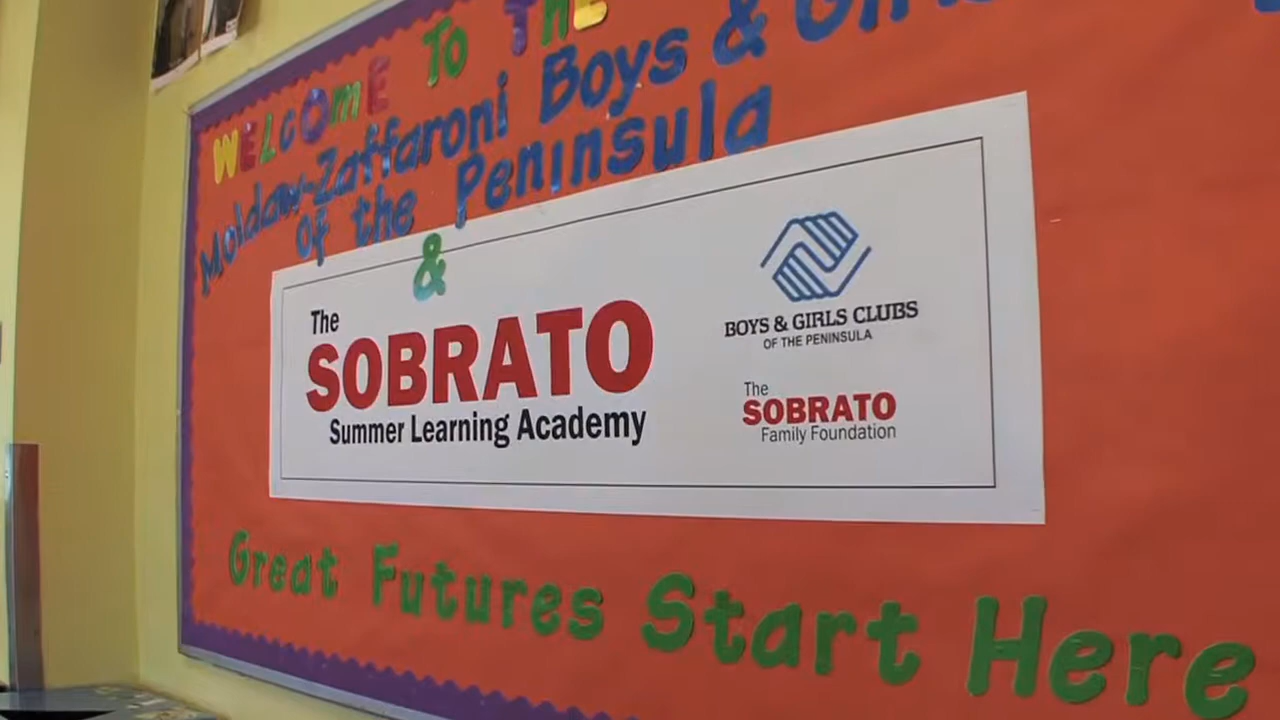 WELCOME TO THE
Moldaw-Zaffaroni Boys &
of the Peninsula
&
The
SOBRATO
Summer Learning Academy
BOYS & GIRLS CLUBS
OF THE PENINSULA
The
SOBRATO
Family Foundation
Great Futures Start Here